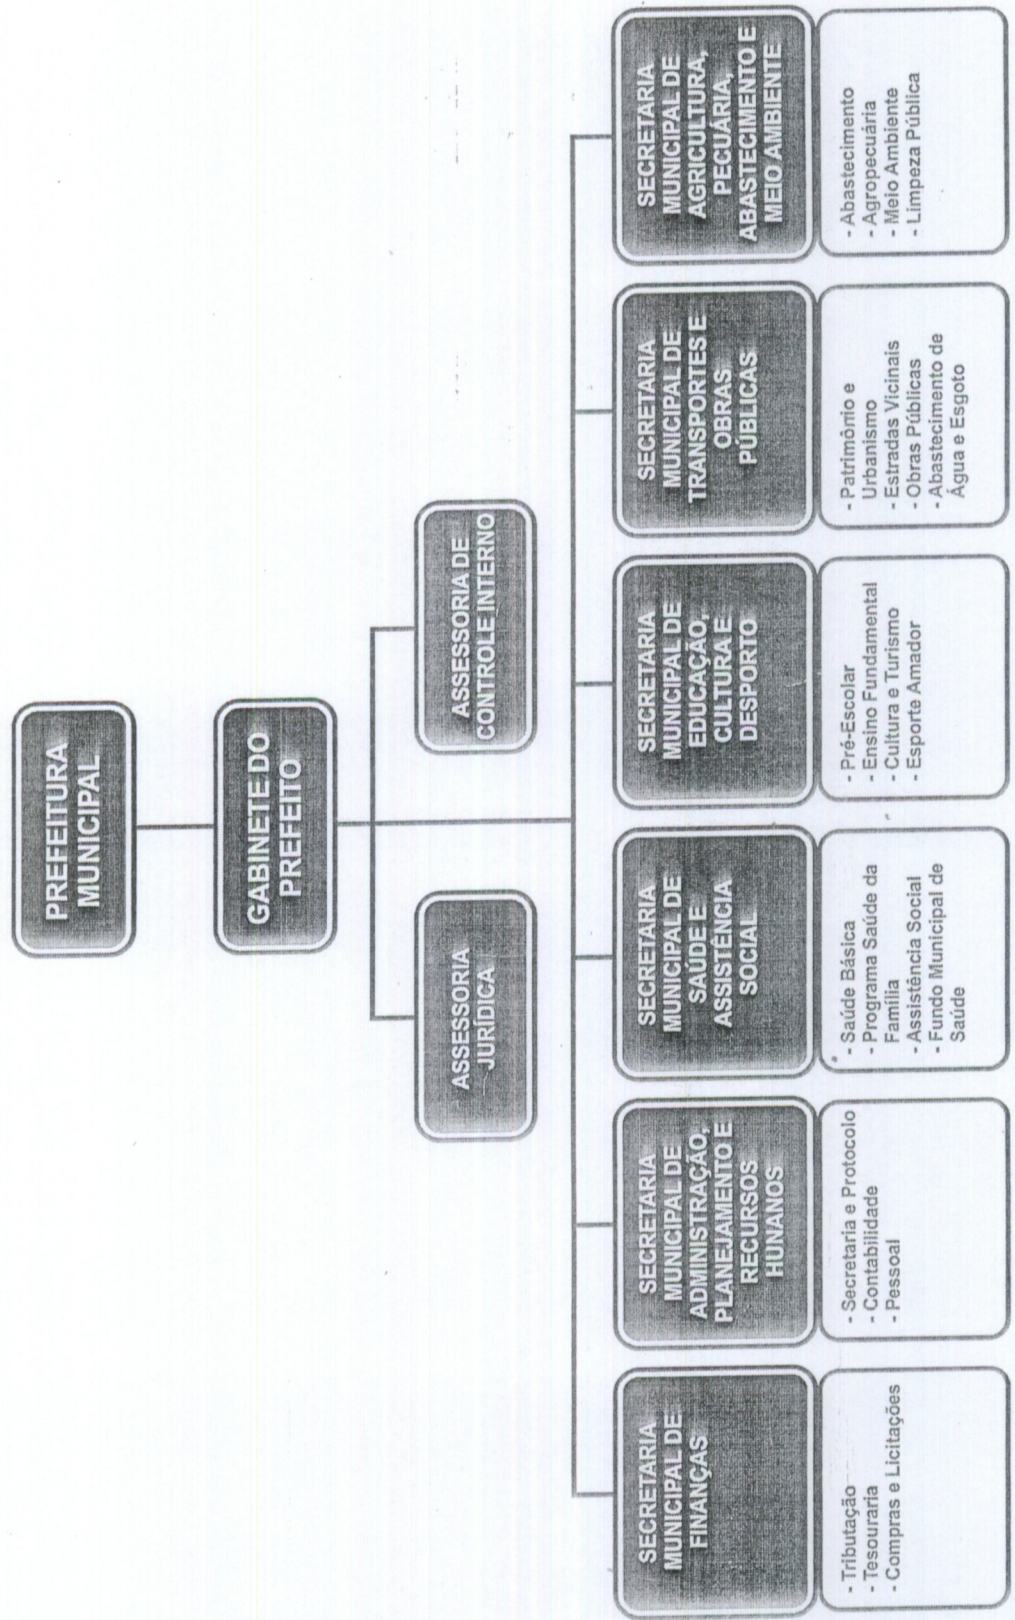 PREFEITURA
MUNICIPAL
GABINETE DO
PREFEITO
ASSESSORIA
JURÍDICA
ASSESSORIA DE
CONTROLE INTERNO
SECRETARIA
MUNICIPAL DE
FINANÇAS
- Tributação
- Tesouraria
- Compras e Licitações
SECRETARIA
MUNICIPAL DE
ADMINISTRAÇÃO,
PLANEJAMENTO E
RECURSOS
HUNANOS
- Secretaria e Protocolo
- Contabilidade
- Pessoal
SECRETARIA
MUNICIPAL DE
SAÚDE E
ASSISTÊNCIA
SOCIAL
- Saúde Básica
- Programa Saúde da
Família
- Assistência Social
- Fundo Municipal de
Saúde
SECRETARIA
MUNICIPAL DE
EDUCAÇÃO,
CULTURA E
DESPORTO
- Pré-Escolar
- Ensino Fundamental
- Cultura e Turismo
- Esporte Amador
SECRETARIA
MUNICIPAL DE
TRANSPORTES E
OBRAS
PÚBLICAS
- Patrimônio e
Urbanismo
- Estradas Vicinais
- Obras Públicas
- Abastecimento de
Água e Esgoto
SECRETARIA
MUNICIPAL DE
AGRICULTURA,
PECUÁRIA,
ABASTECIMENTO E
MEIO AMBIENTE
- Abastecimento
- Agropecuária
- Meio Ambiente
- Limpeza Pública